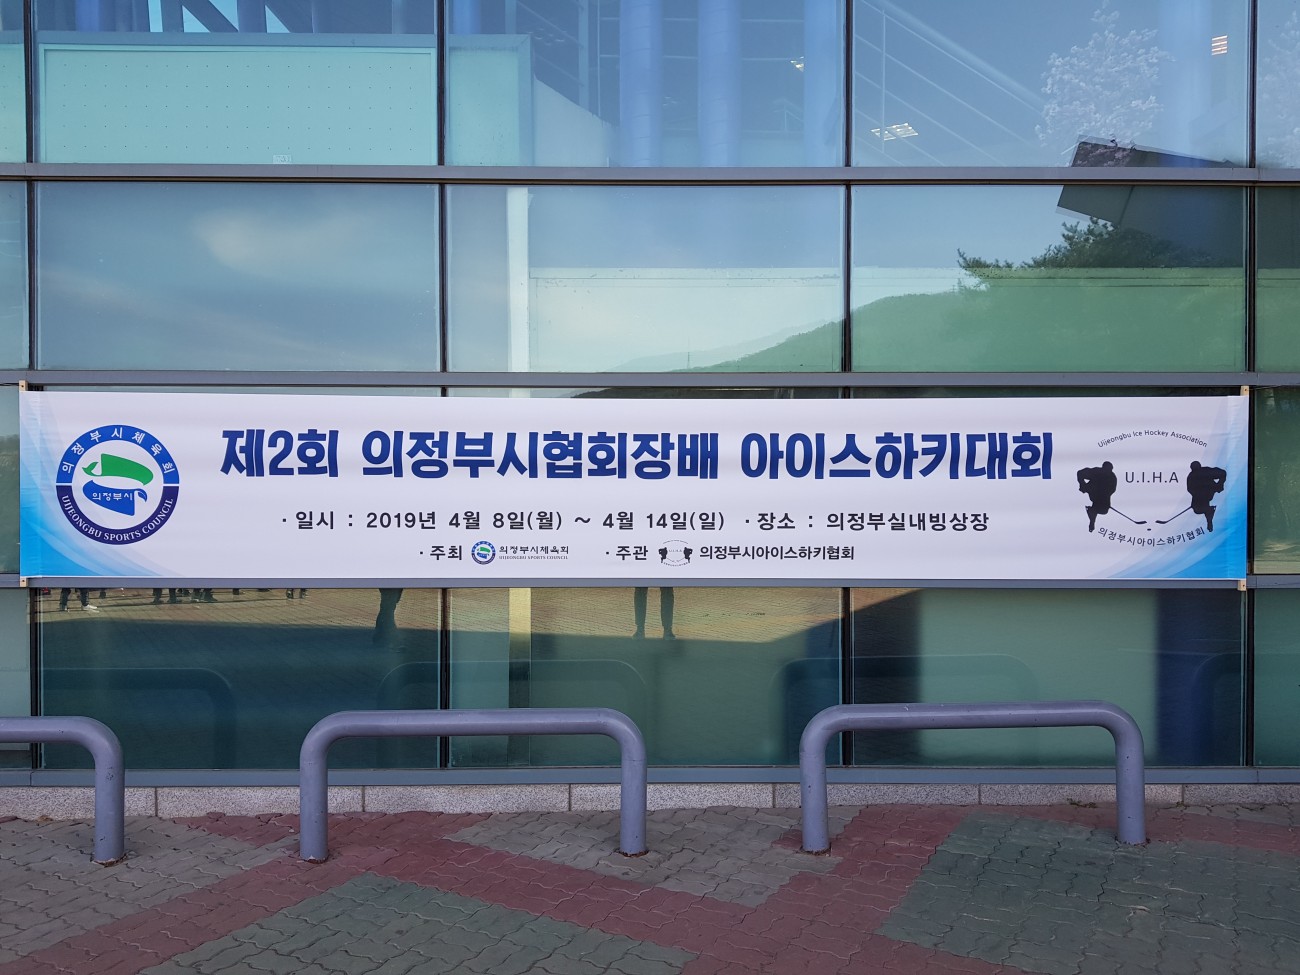 제2회 의정부시협회장배 아이스하키대회
· 일시 : 2019년 4월 8일(월) ~ 4월 14일(일) · 장소 : 의정부실내빙상장
· 주최 의정부시체육회 UIJEONGBU SPORTS COUNCIL · 주관 의정부시아이스하키협회
의정부시체육회
의정부시
UIJEONGBU SPORTS COUNCIL
Uijeongbu Ice Hockey Association
U.I.H.A
의정부시아이스하키협회